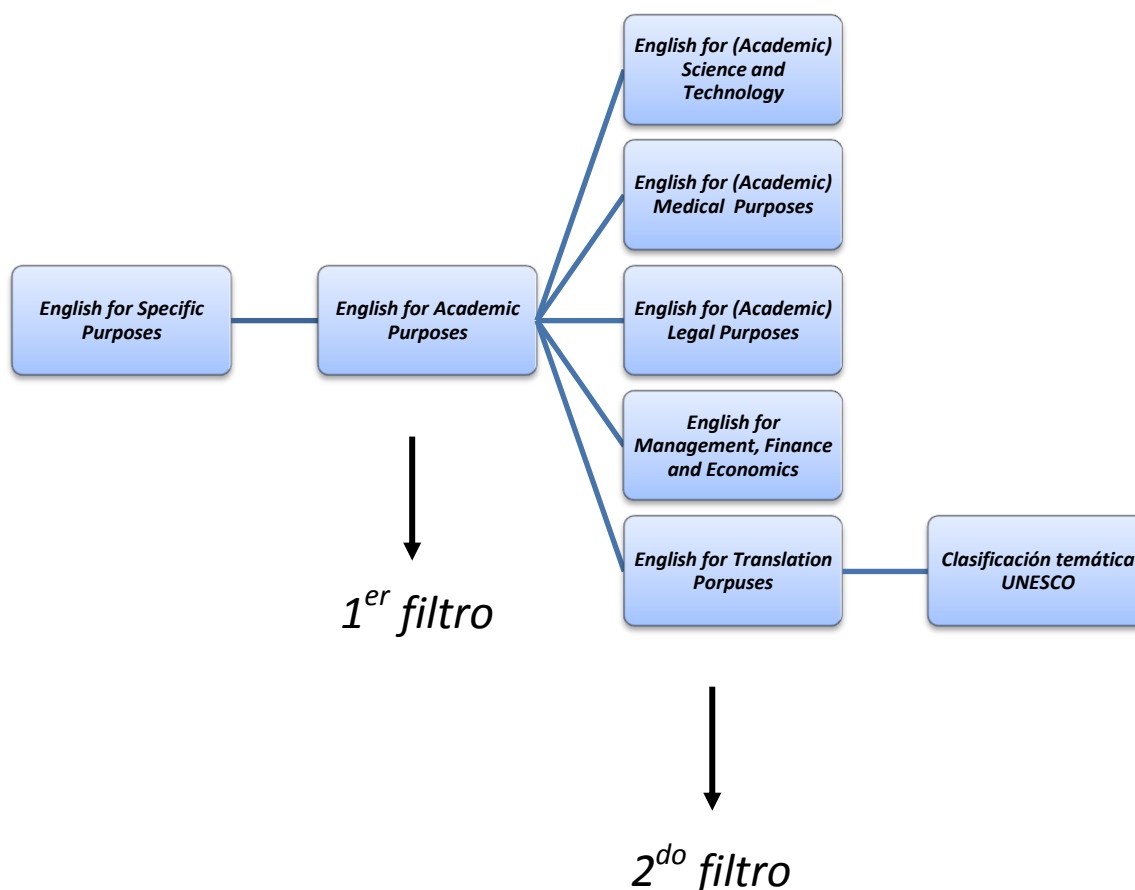 English for (Academic)
Science and
Technology
English for (Academic)
Medical Purposes
English for Specific
Purposes
English for Academic
Purposes
English for (Academic)
Legal Purposes
English for
Management, Finance
and Economics
English for Translation
Porpuses
Clasificación temática
UNESCO
1er filtro
2do filtro